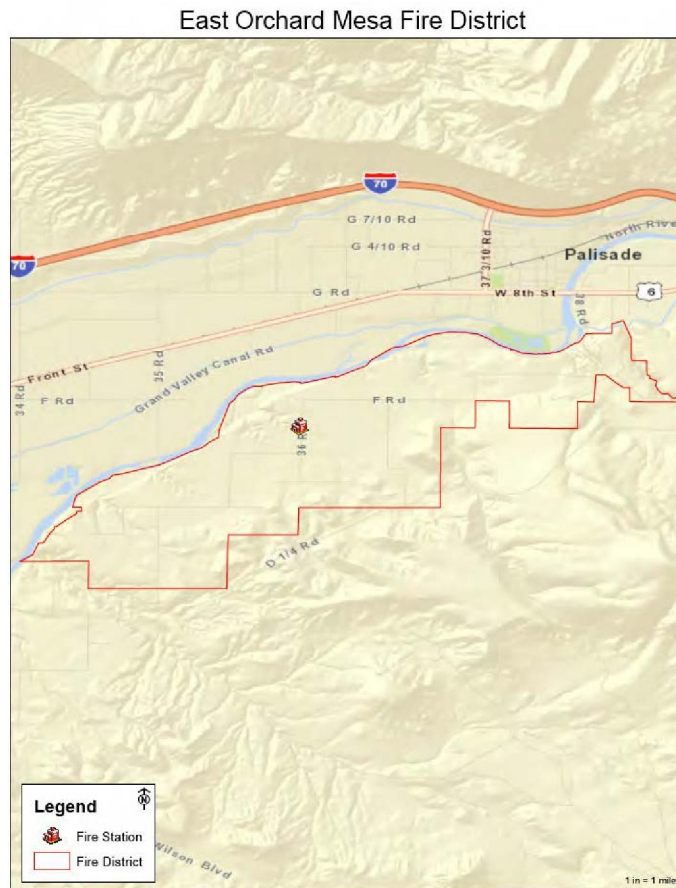 East Orchard Mesa Fire District
70
G 7/10 Rd
North River
G 4/10 Rd
37 3/10 Rd
Palisade
70
G Rd
W 8th St
6
38 Rd
Front St
35 Rd
Grand Valley Canal Rd
34 Rd
F Rd
F Rd
36 R
D 1/4 Rd
Legend
N
Fire Station
Fire District
Wilson Blvd
1 in = 1 mile